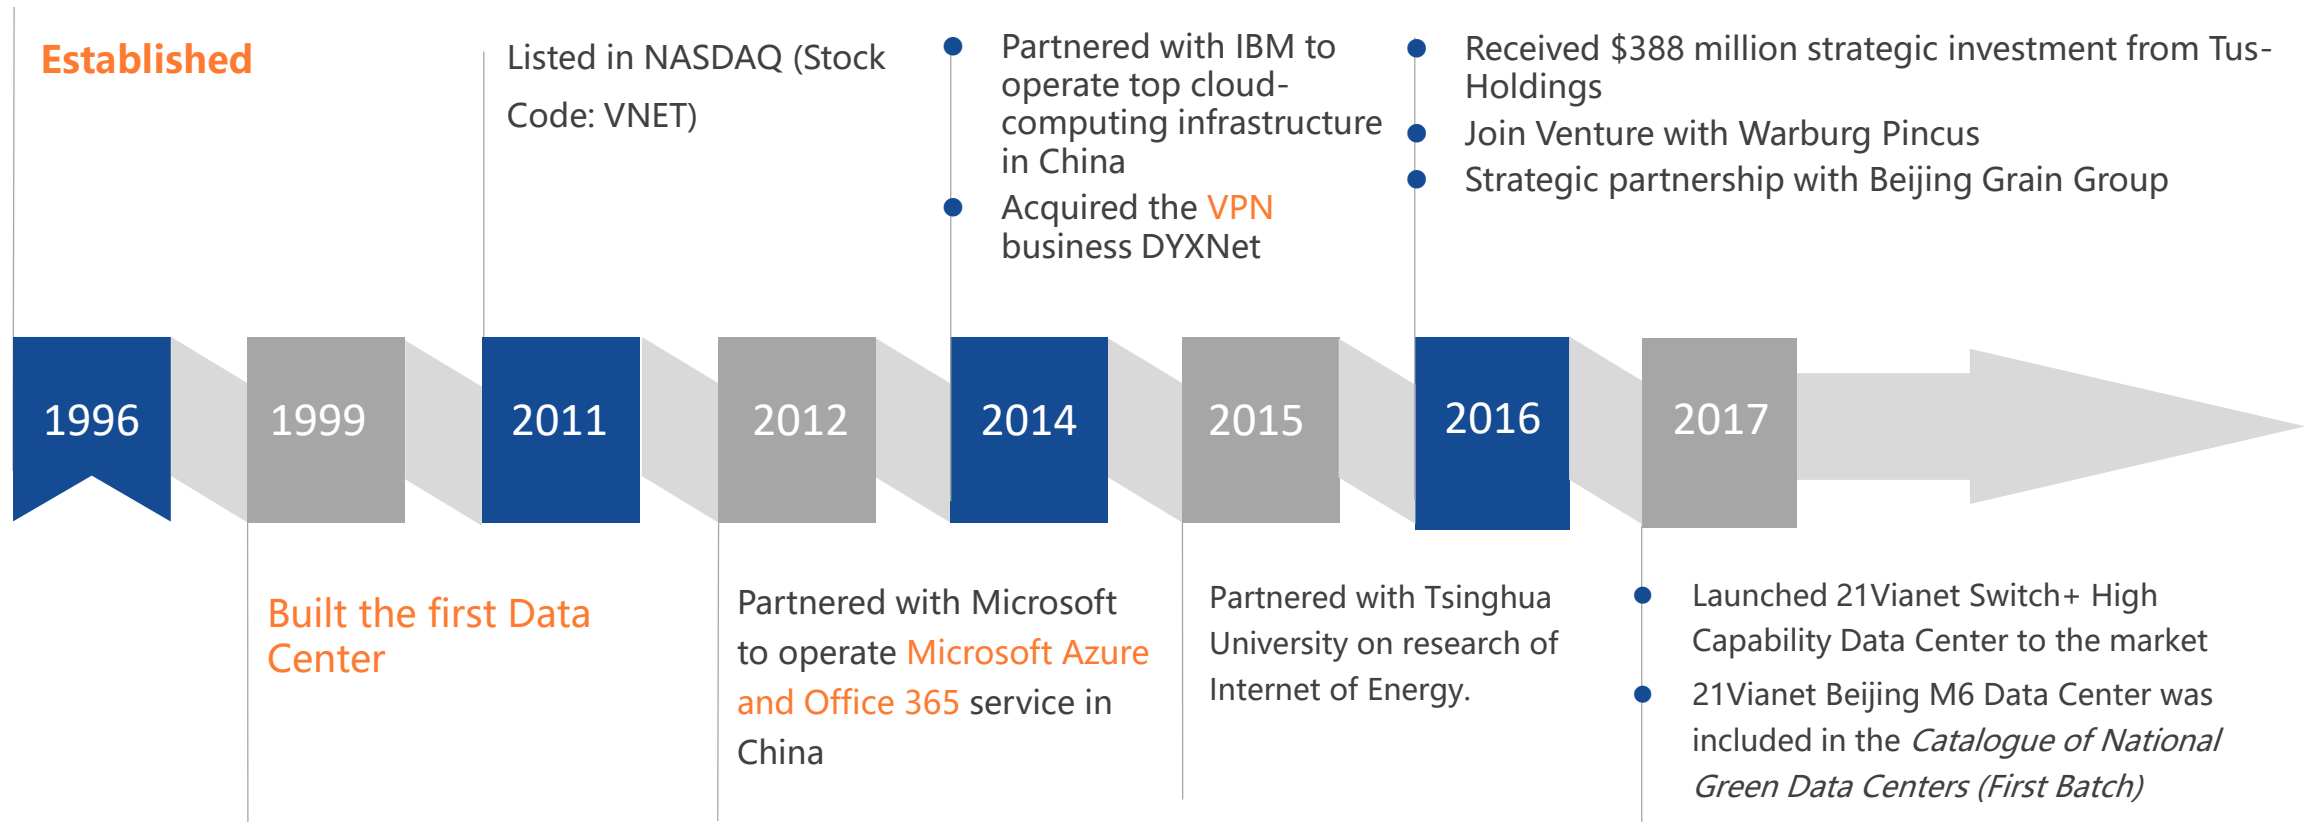 Established
Listed in NASDAQ (Stock
Code: VNET)
Partnered with IBM to
operate top cloud-
computing infrastructure
in China
Acquired the VPN
business DYXNet
Received $388 million strategic investment from Tus-
Holdings
Join Venture with Warburg Pincus
Strategic partnership with Beijing Grain Group
1996
1999
2011
2012
2014
2015
2016
2017
Built the first Data
Center
Partnered with Microsoft
to operate Microsoft Azure
and Office 365 service in
China
Partnered with Tsinghua
University on research of
Internet of Energy.
Launched 21Vianet Switch+ High
Capability Data Center to the market
21Vianet Beijing M6 Data Center was
included in the Catalogue of National
Green Data Centers (First Batch)